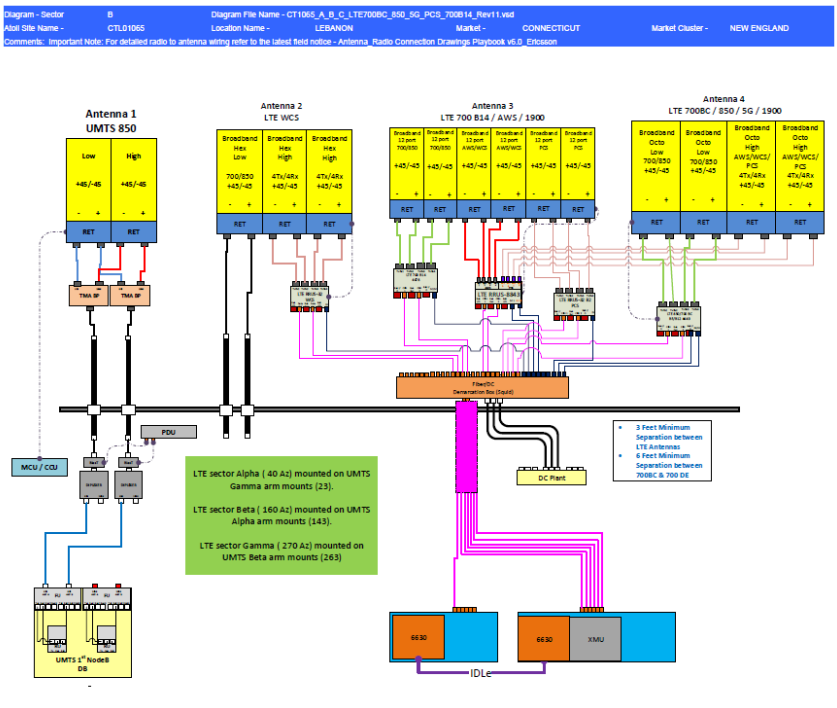 Diagram - Sector B Diagram File Name - CT1065_A_B_C_LTE700BC_850_5G_PCS_700B14_Rev11.vsd
Atoll Site Name - CTL01065 Location Name - LEBANON Market - CONNECTICUT Market Cluster - NEW ENGLAND
Comments: Important Note: For detailed radio to antenna wiring refer to the latest field notice - Antenna_Radio Connection Drawings Playbook v6.0_Ericsson
Antenna 1
UMTS 850
Low High
+45/-45 +45/-45
- + - +
RET RET
TMA BP TMA BP
Antenna 2
LTE WCS
Broadband Broadband Broadband
Hex Hex Hex
Low High High
700/850 4Tx/4Rx 4Tx/4Rx
+45/-45 +45/-45 +45/-45
- + - + - +
RET RET RET
WCS
Antenna 3
LTE 700 B14 / AWS / 1900
Broadband Broadband Broadband Broadband Broadband Broadband
12 port 12 port 12 port 12 port 12 port 12 port
700/850 700/850 AWS/WCS AWS/WCS PCS PCS
+45/-45 +45/-45 +45/-45 +45/-45 +45/-45 +45/-45
- + - + - + - + - + - +
RET RET RET RET RET RET
PCS
Antenna 4
LTE 700BC / 850 / 5G / 1900
Broadband Broadband Broadband Broadband
Octo Octo Octo Octo
Low Low High High
700/850 700/850 AWS/WCS/ AWS/WCS/
+45/-45 +45/-45 PCS PCS
4Tx/4Rx 4Tx/4Rx
+45/-45 +45/-45
- + - + - + - +
RET RET RET RET
Fiber/DC
Demarcation Box (Squid)
PDU
MCU / CCU
DC Plant
▪ 3 Feet Minimum
Separation between
LTE Antennas
▪ 6 Feet Minimum
Separation between
700BC & 700 DE
LTE sector Alpha ( 40 Az) mounted on UMTS
Gamma arm mounts (23).
LTE sector Beta ( 160 Az) mounted on UMTS
Alpha arm mounts (143).
LTE sector Gamma ( 270 Az) mounted on
UMTS Beta arm mounts (263)
RU RU
UMTS 1st NodeB
DB
-
6630
6630 XMU
IDLe